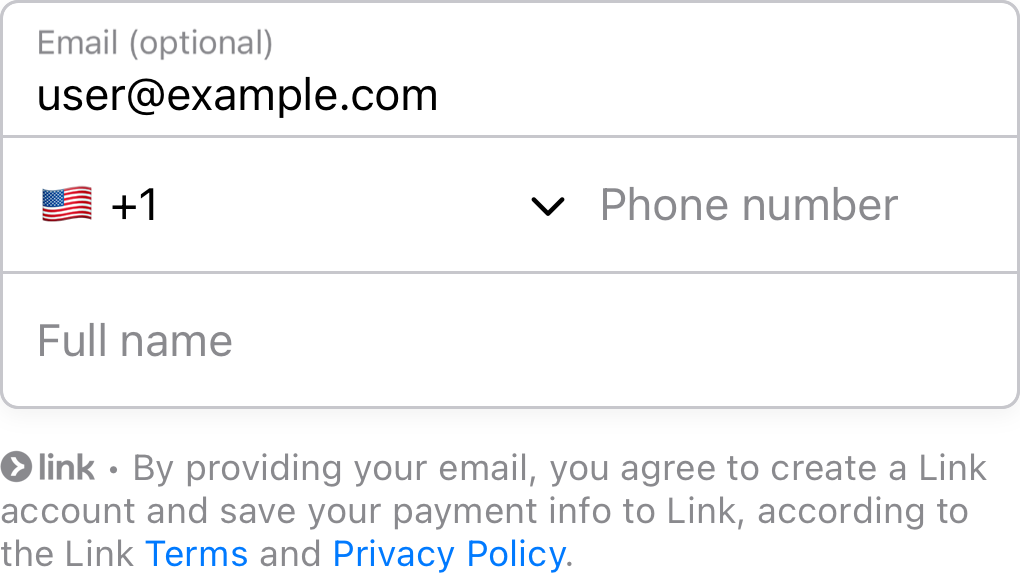 Email (optional)
user@example.com
+1 Phone number
Full name
link • By providing your email, you agree to create a Link
account and save your payment info to Link, according to
the Link Terms and Privacy Policy.